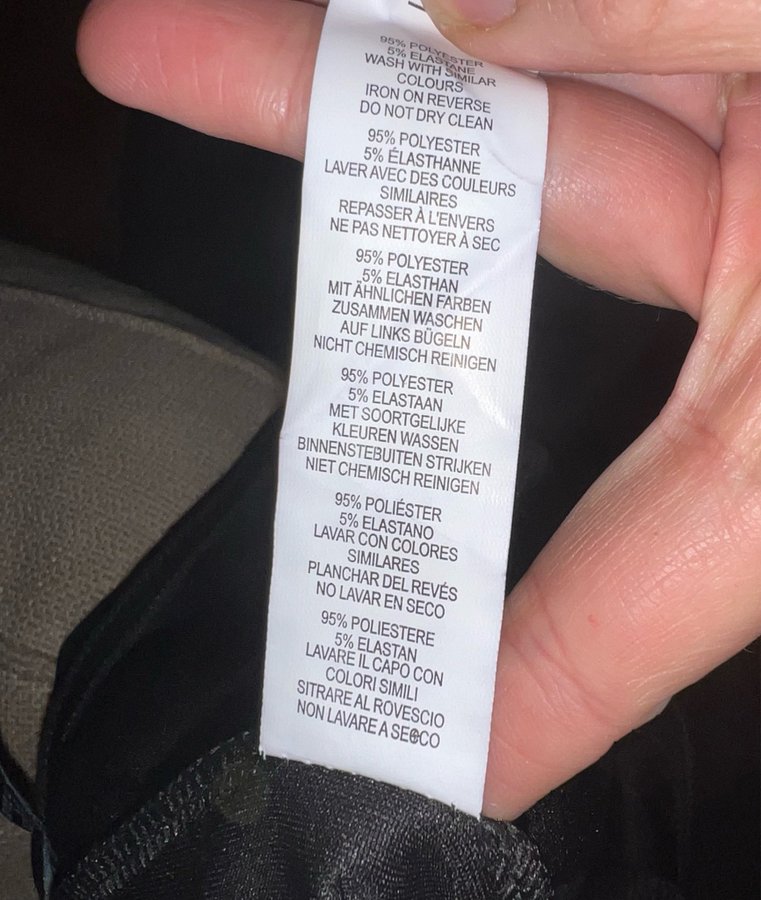 95% POLYESTER
5% ELASTANE
WASH WITH SIMILAR
COLOURS
IRON ON REVERSE
DO NOT DRY CLEAN
95% POLYESTER
5% ÉLASTHANNE
LAVER AVEC DES COULEURS
SIMILAIRES
REPASSER À L'ENVERS
NE PAS NETTOYER À SEC
95% POLYESTER
5% ELASTHAN
MIT ÄHNLICHEN FARBEN
ZUSAMMEN WASCHEN
AUF LINKS BÜGELN
NICHT CHEMISCH REINIGEN
95% POLYESTER
5% ELASTAAN
MET SOORTGELIJKE
KLEUREN WASSEN
BINNENSTEBUITEN STRIJKEN
NIET CHEMISCH REINIGEN
95% POLIÉSTER
5% ELASTANO
LAVAR CON COLORES
SIMILARES
PLANCHAR DEL REVÉS
NO LAVAR EN SECO
95% POLIESTERE
5% ELASTAN
LAVARE IL CAPO CON
COLORI SIMILI
SITRARE AL ROVESCIO
NON LAVARE A SECCO